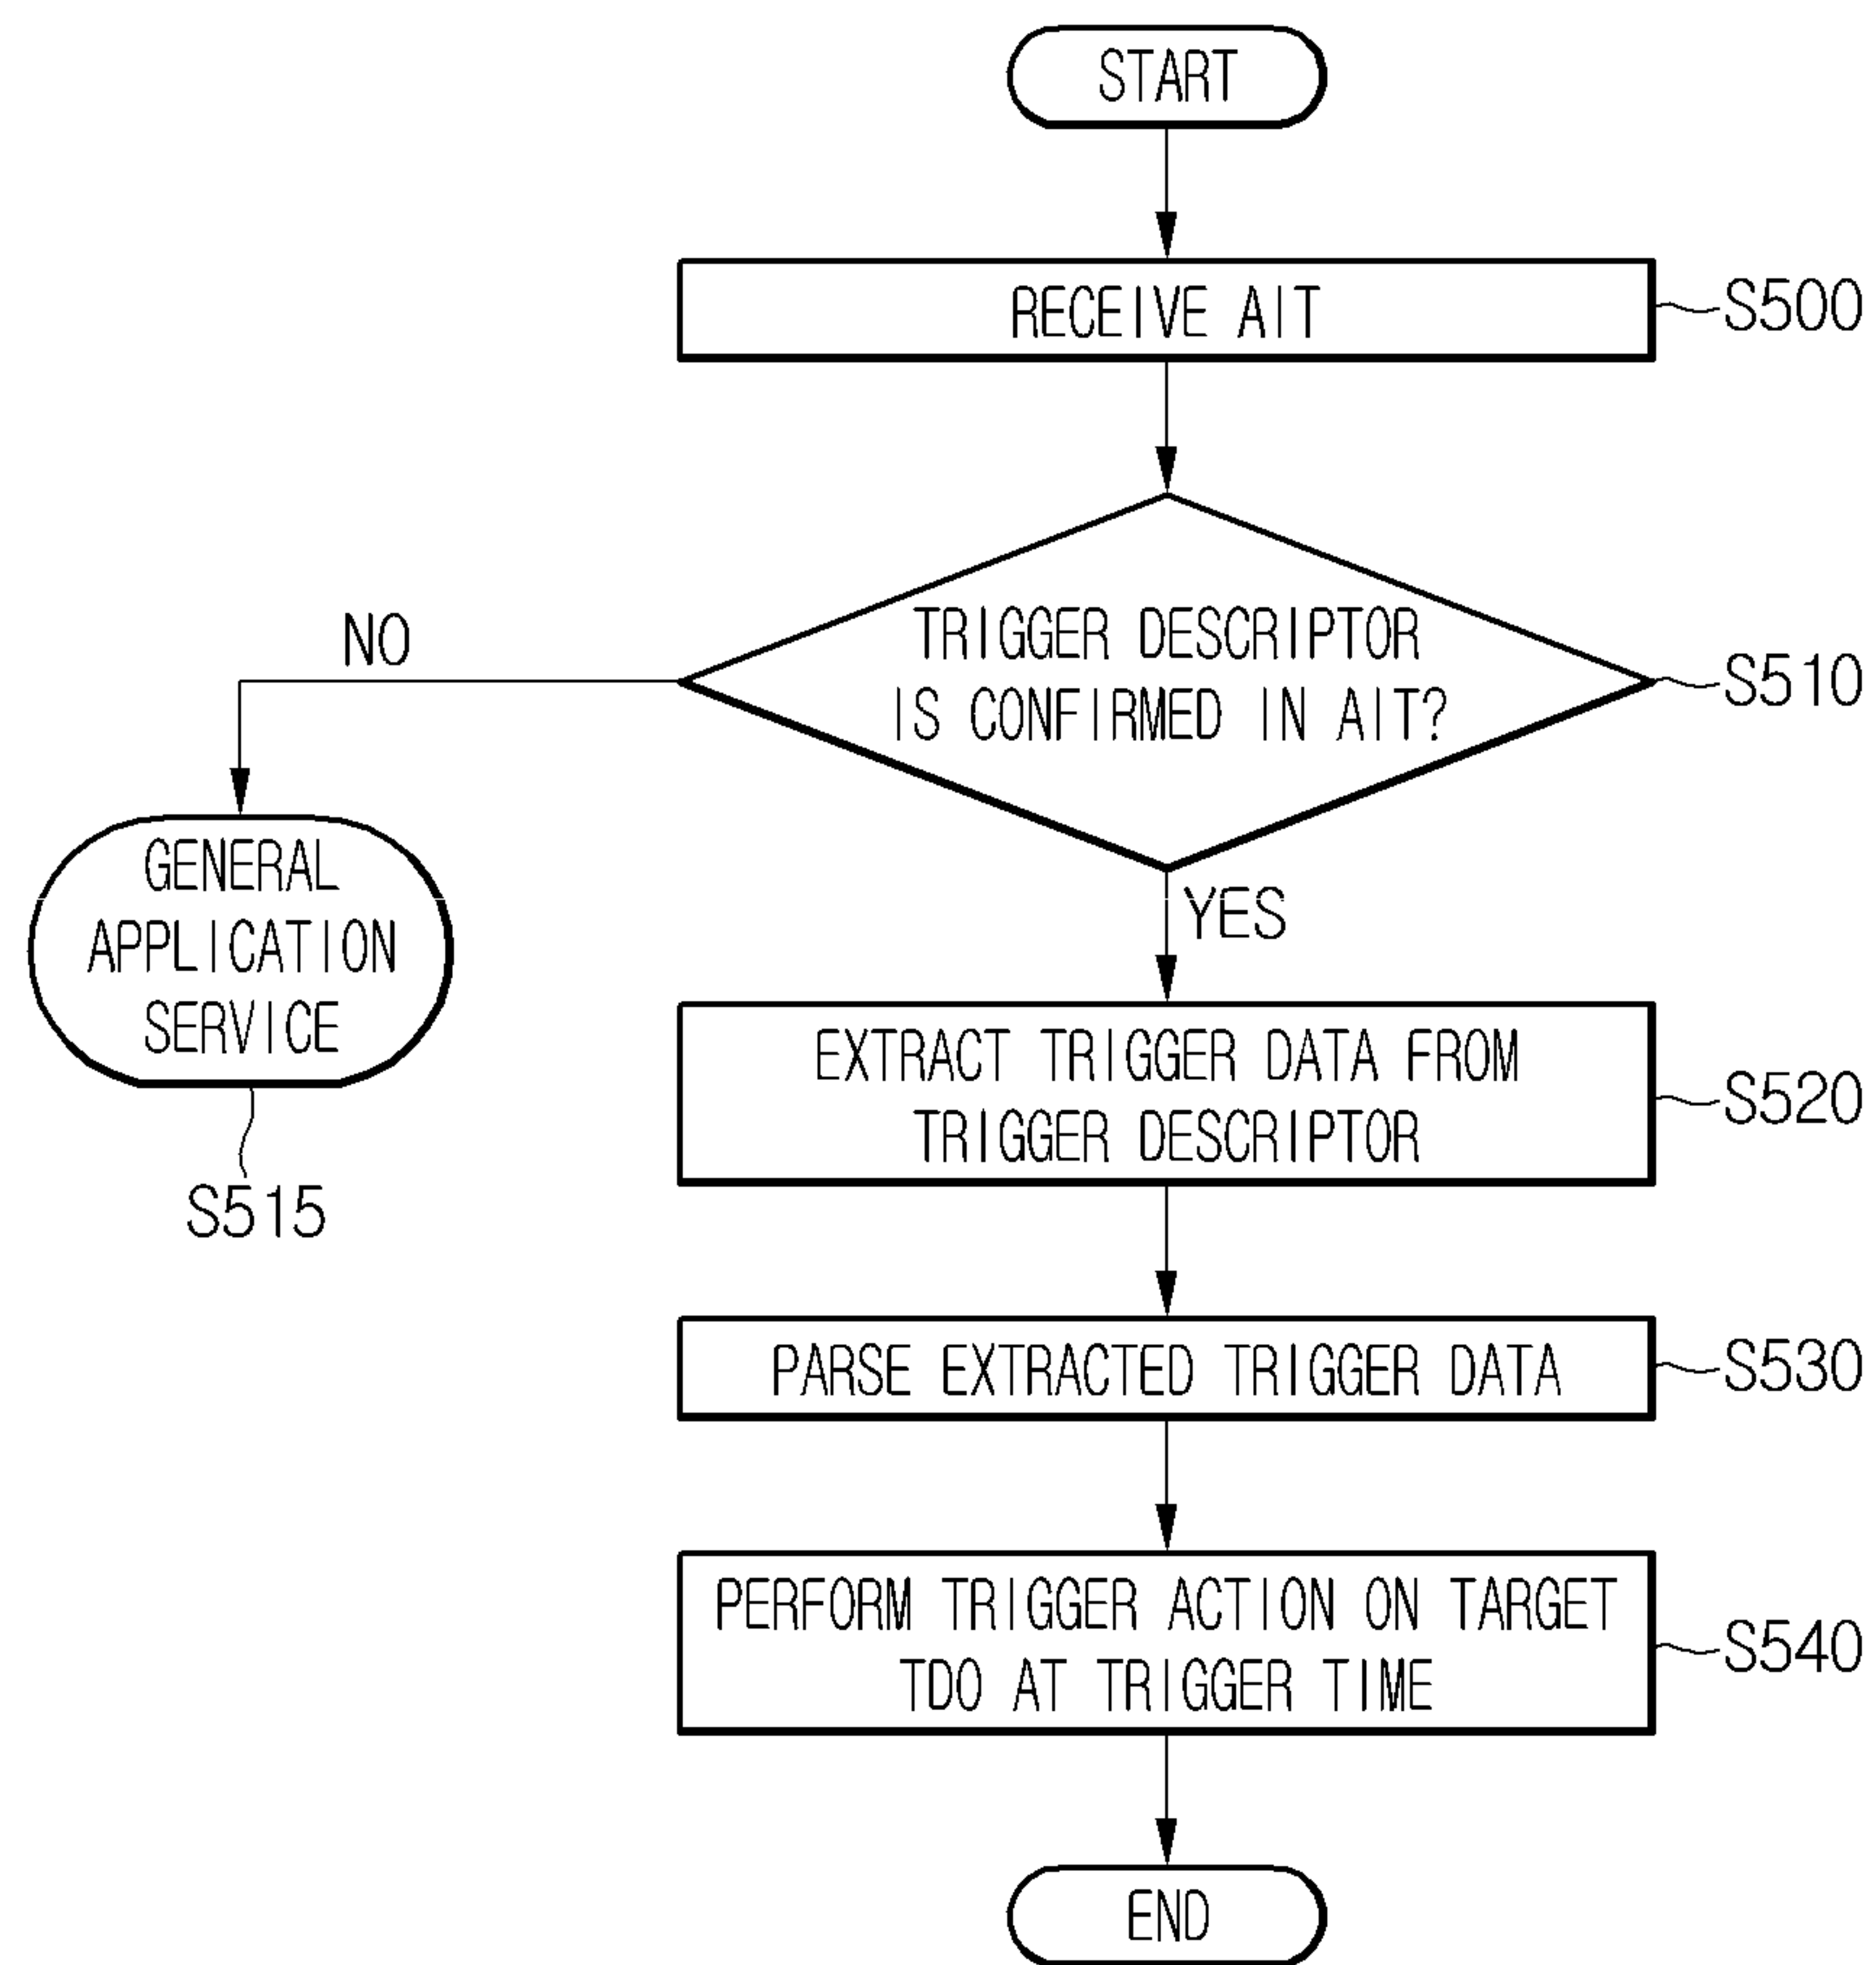 START
RECEIVE AIT
S500
TRIGGER DESCRIPTOR
IS CONFIRMED IN AIT?
S510
NO
GENERAL
APPLICATION
SERVICE
S515
YES
EXTRACT TRIGGER DATA FROM
TRIGGER DESCRIPTOR
S520
PARSE EXTRACTED TRIGGER DATA
S530
PERFORM TRIGGER ACTION ON TARGET
TDO AT TRIGGER TIME
S540
END